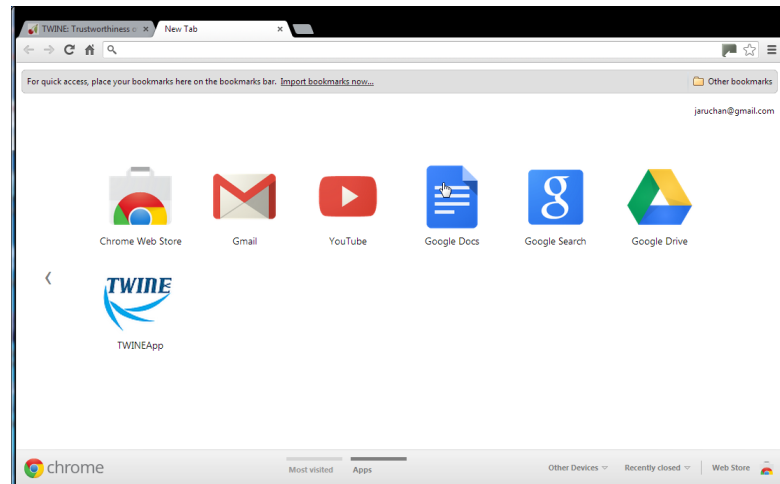 TWINE: Trustworthiness
New Tab
For quick access, place your bookmarks here on the bookmarks bar. Import bookmarks now...
Other bookmarks
jaruchan@gmail.com
Chrome Web Store
Gmail
YouTube
Google Docs
Google Search
Google Drive
TWINE
TWINEApp
chrome
Most visited
Apps
Other Devices
Recently closed
Web Store